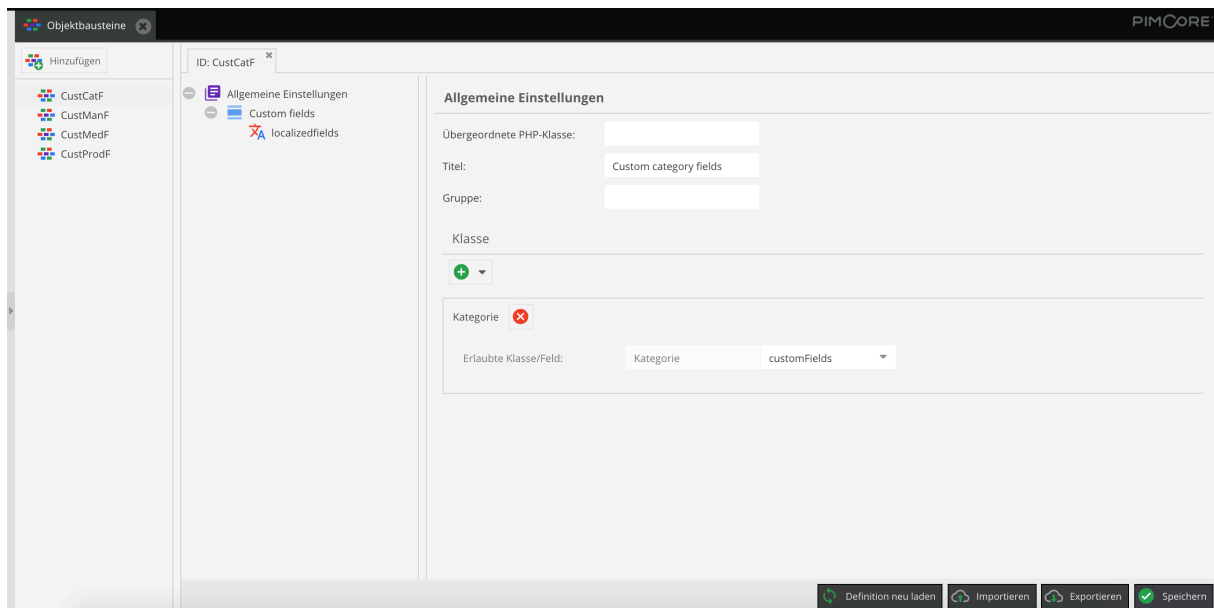 Objektbausteine
PIMCORE
Hinzufügen
ID: CustCatF
CustCatF
CustManF
CustMedF
CustProdF
Allgemeine Einstellungen
Custom fields
localizedfields
Allgemeine Einstellungen
Übergeordnete PHP-Klasse:
Titel: Custom category fields
Gruppe:
Klasse
Kategorie
Erlaubte Klasse/Feld: Kategorie customFields
Definition neu laden Importieren Exportieren Speichern